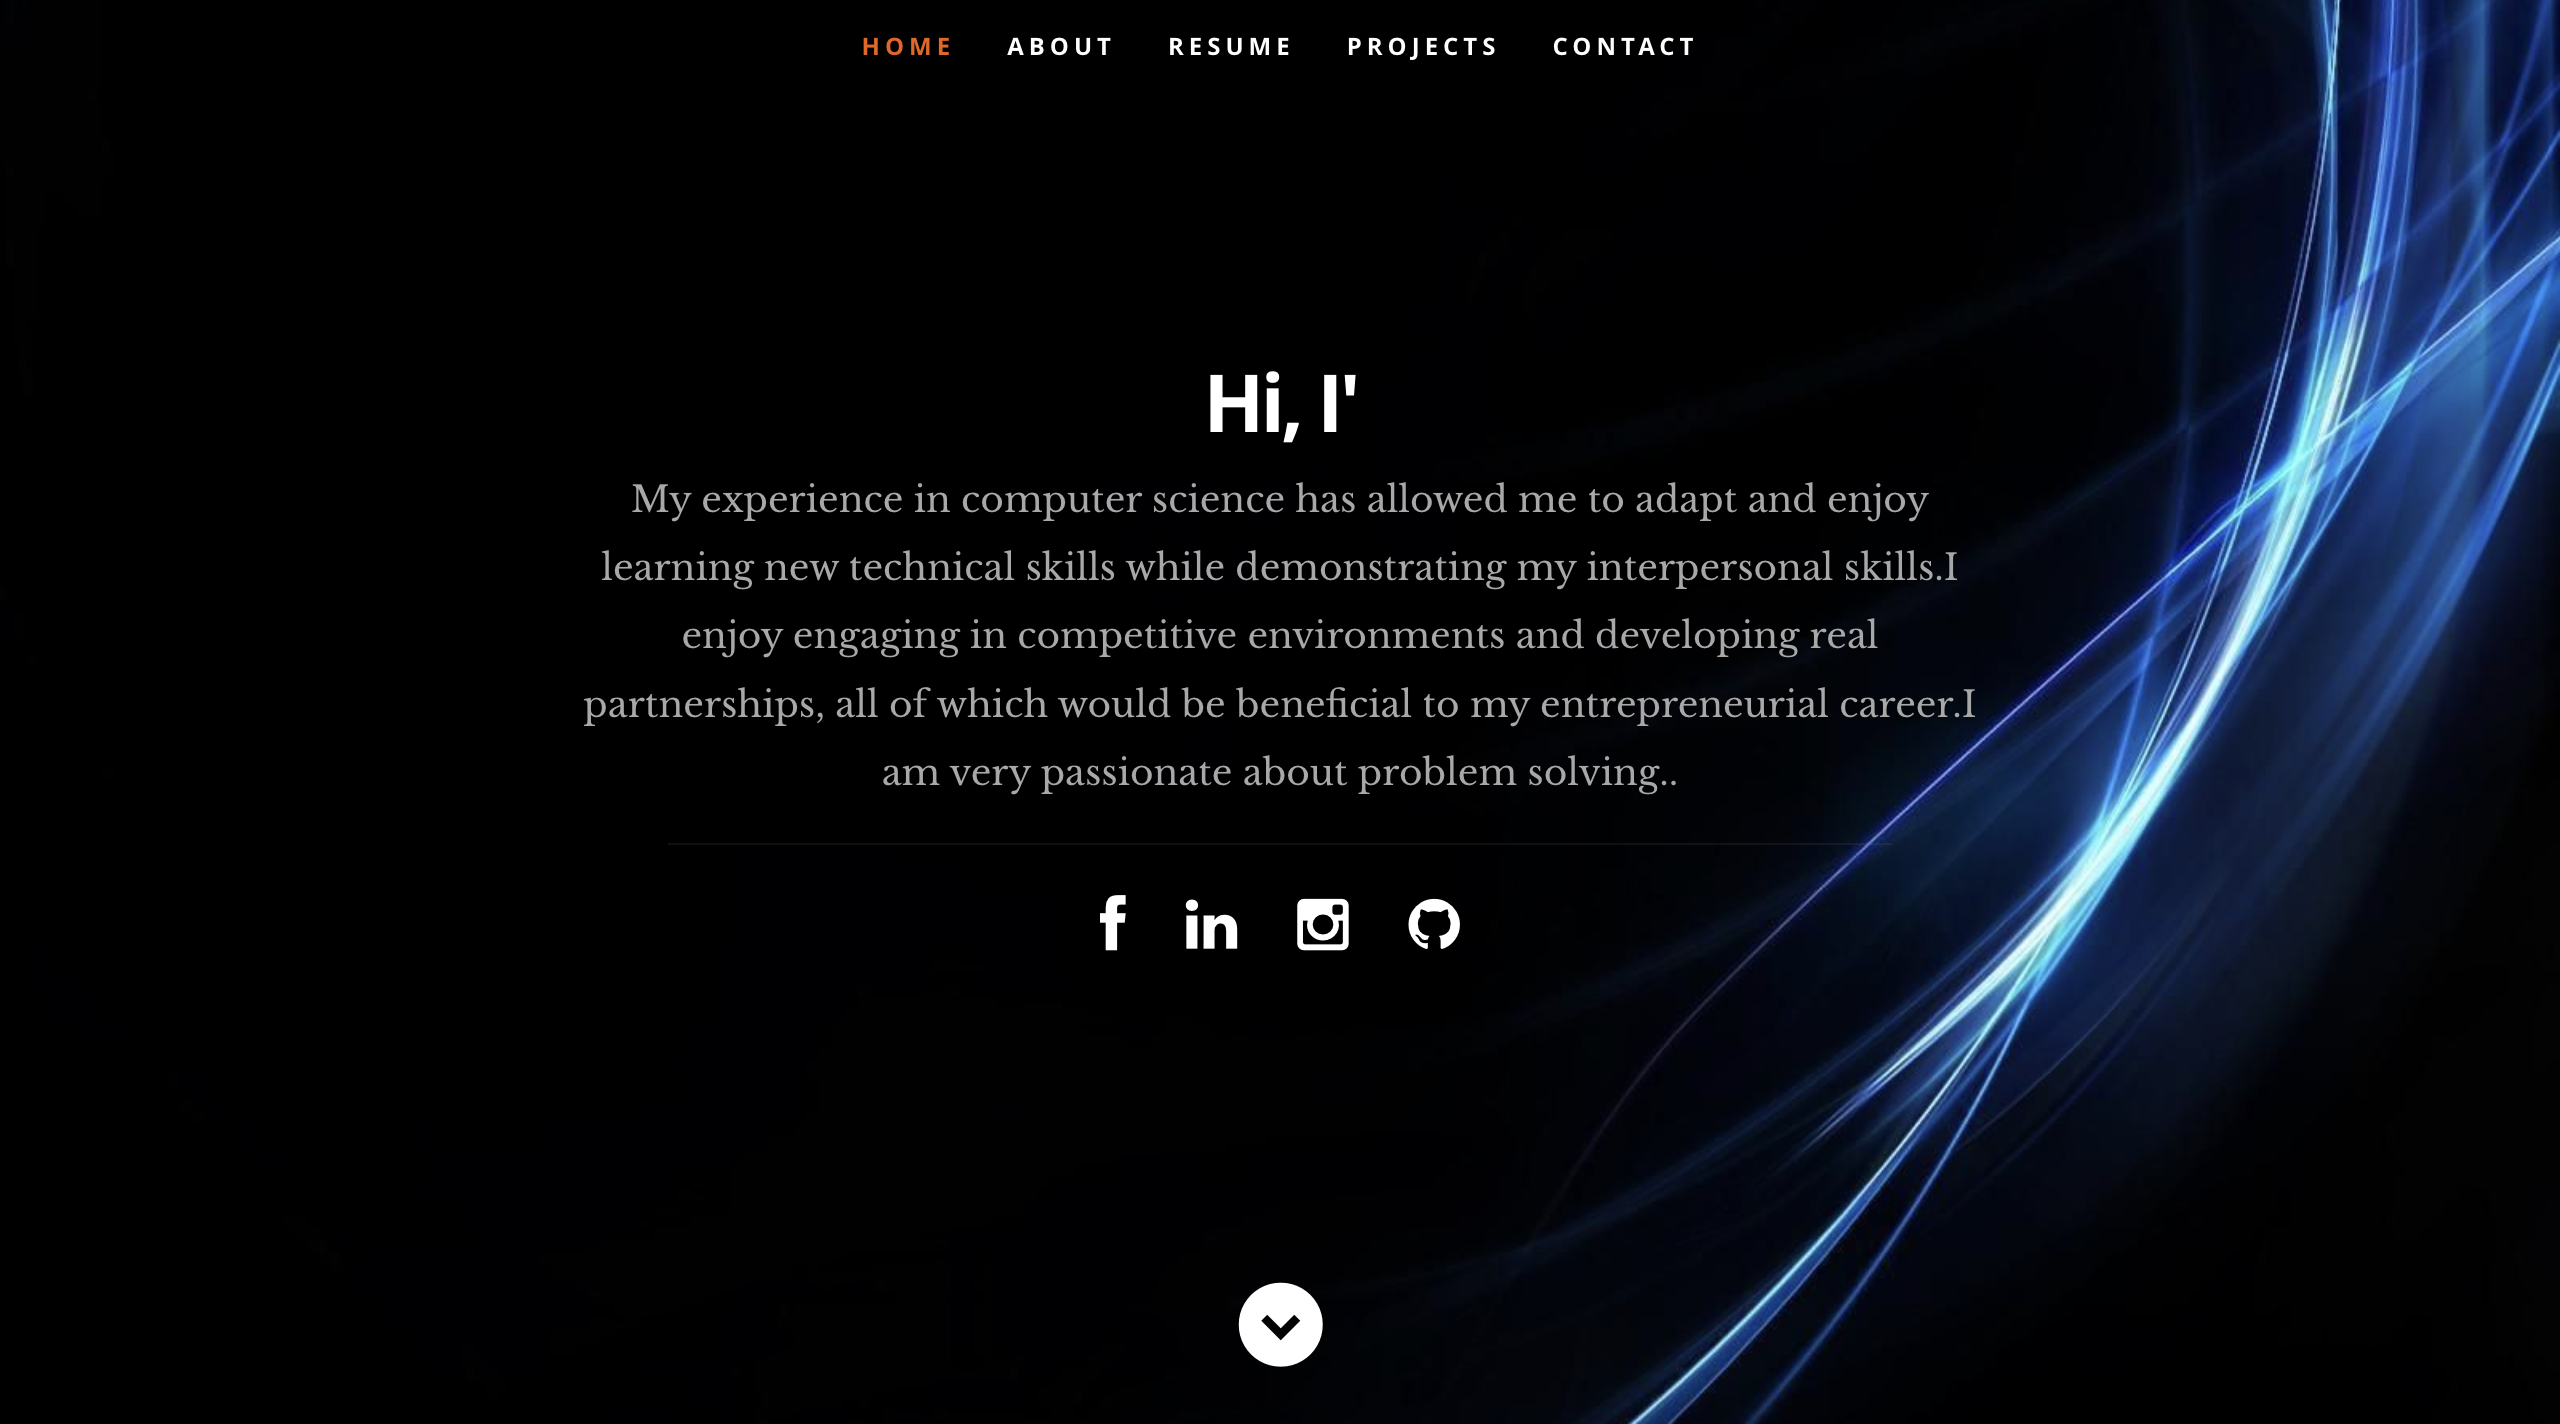 HOME ABOUT RESUME PROJECTS CONTACT
Hi, I'
My experience in computer science has allowed me to adapt and enjoy
learning new technical skills while demonstrating my interpersonal skills.I
enjoy engaging in competitive environments and developing real
partnerships, all of which would be beneficial to my entrepreneurial career.I
am very passionate about problem solving..